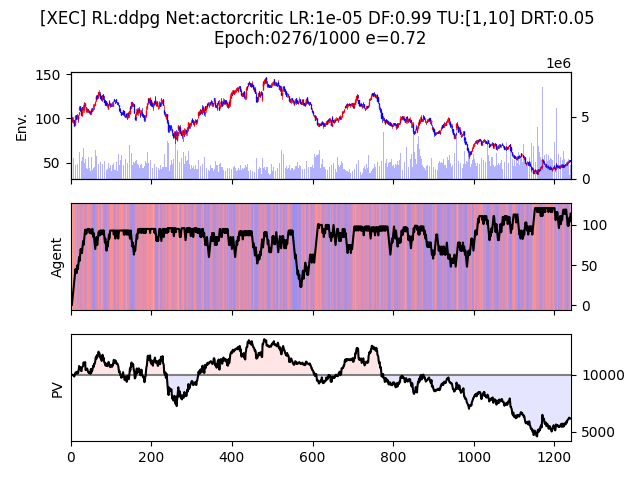 [XEC] RL:ddpg Net:actorcritic LR:1e-05 DF:0.99 TU:[1,10] DRT:0.05
Epoch:0276/1000 e=0.72
1e6
150
100
50
Env.
5
0
Agent
100
50
0
PV
10000
5000
0 200 400 600 800 1000 1200